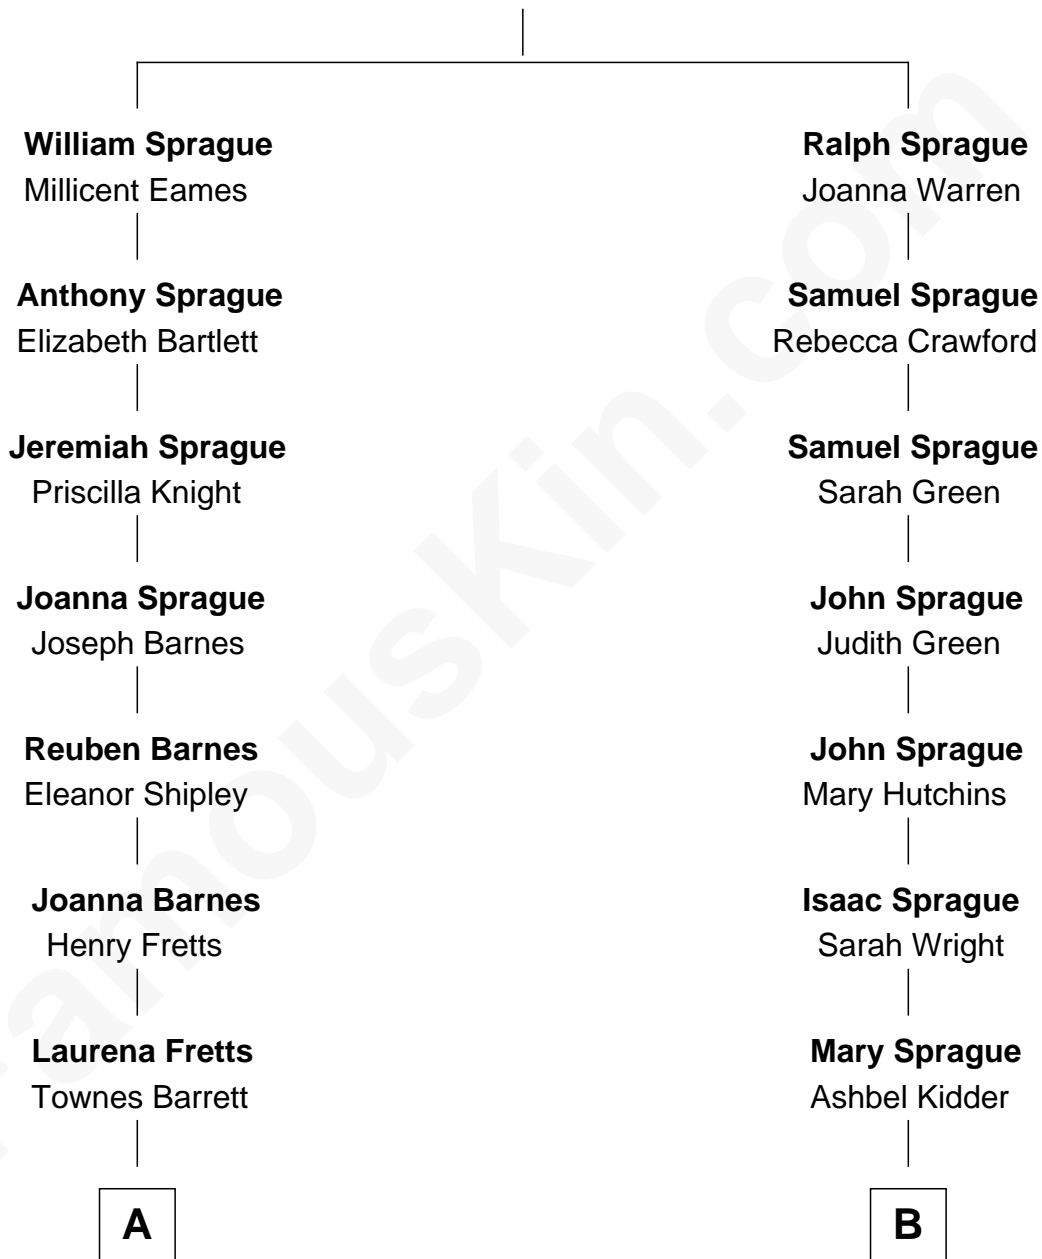 William Sprague
Millicent Eames
Anthony Sprague
Elizabeth Bartlett
Jeremiah Sprague
Priscilla Knight
Joanna Sprague
Joseph Barnes
Reuben Barnes
Eleanor Shipley
Joanna Barnes
Henry Fretts
Laurena Fretts
Townes Barrett
A
Ralph Sprague
Joanna Warren
Samuel Sprague
Rebecca Crawford
Samuel Sprague
Sarah Green
John Sprague
Judith Green
John Sprague
Mary Hutchins
Isaac Sprague
Sarah Wright
Mary Sprague
Ashbel Kidder
B
FamousKin.com